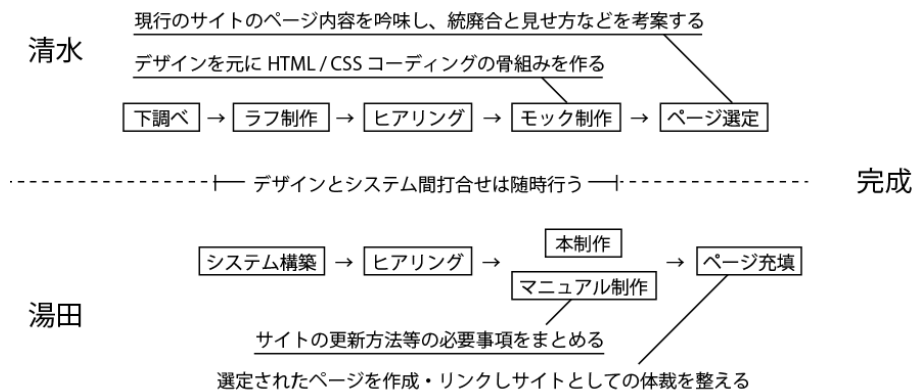 現行のサイトのページ内容を吟味し、統廃合と見せ方などを考案する
清水
デザインを元に HTML / CSS コーディングの骨組みを作る
下調べ → ラフ制作 → ヒアリング → モック制作 → ページ選定
デザインとシステム間打合せは随時行う
完成
本制作
システム構築 → ヒアリング → → ページ充填
マニュアル制作
湯田
サイトの更新方法等の必要事項をまとめる
選定されたページを作成・リンクしサイトとしての体裁を整える